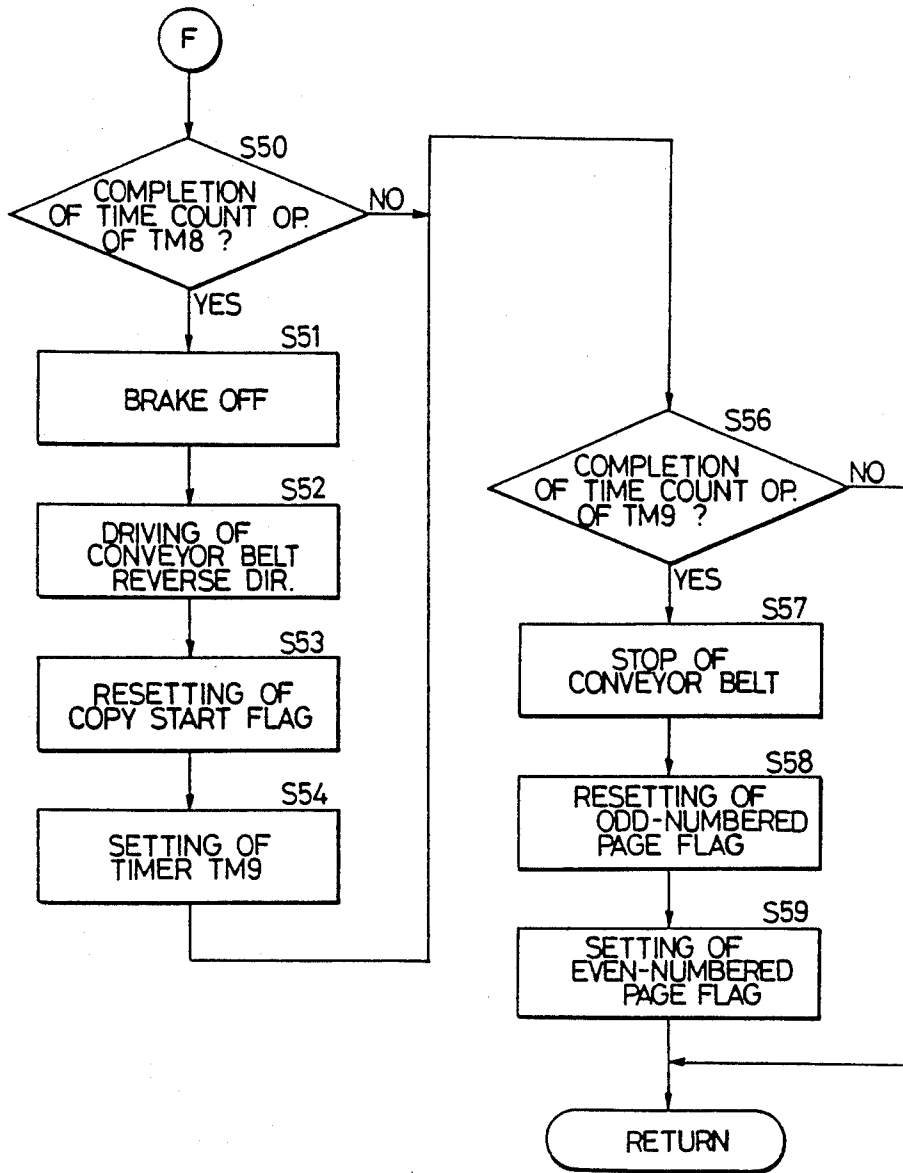 F
S50
COMPLETION
OF TIME COUNT OP.
OF TM8 ?
NO
YES
S51
BRAKE OFF
S52
DRIVING OF
CONVEYOR BELT
REVERSE DIR.
S53
RESETTING OF
COPY START FLAG
S54
SETTING OF
TIMER TM9
S56
COMPLETION
OF TIME COUNT OP.
OF TM9 ?
NO
YES
S57
STOP OF
CONVEYOR BELT
S58
RESETTING OF
ODD-NUMBERED
PAGE FLAG
S59
SETTING OF
EVEN-NUMBERED
PAGE FLAG
RETURN